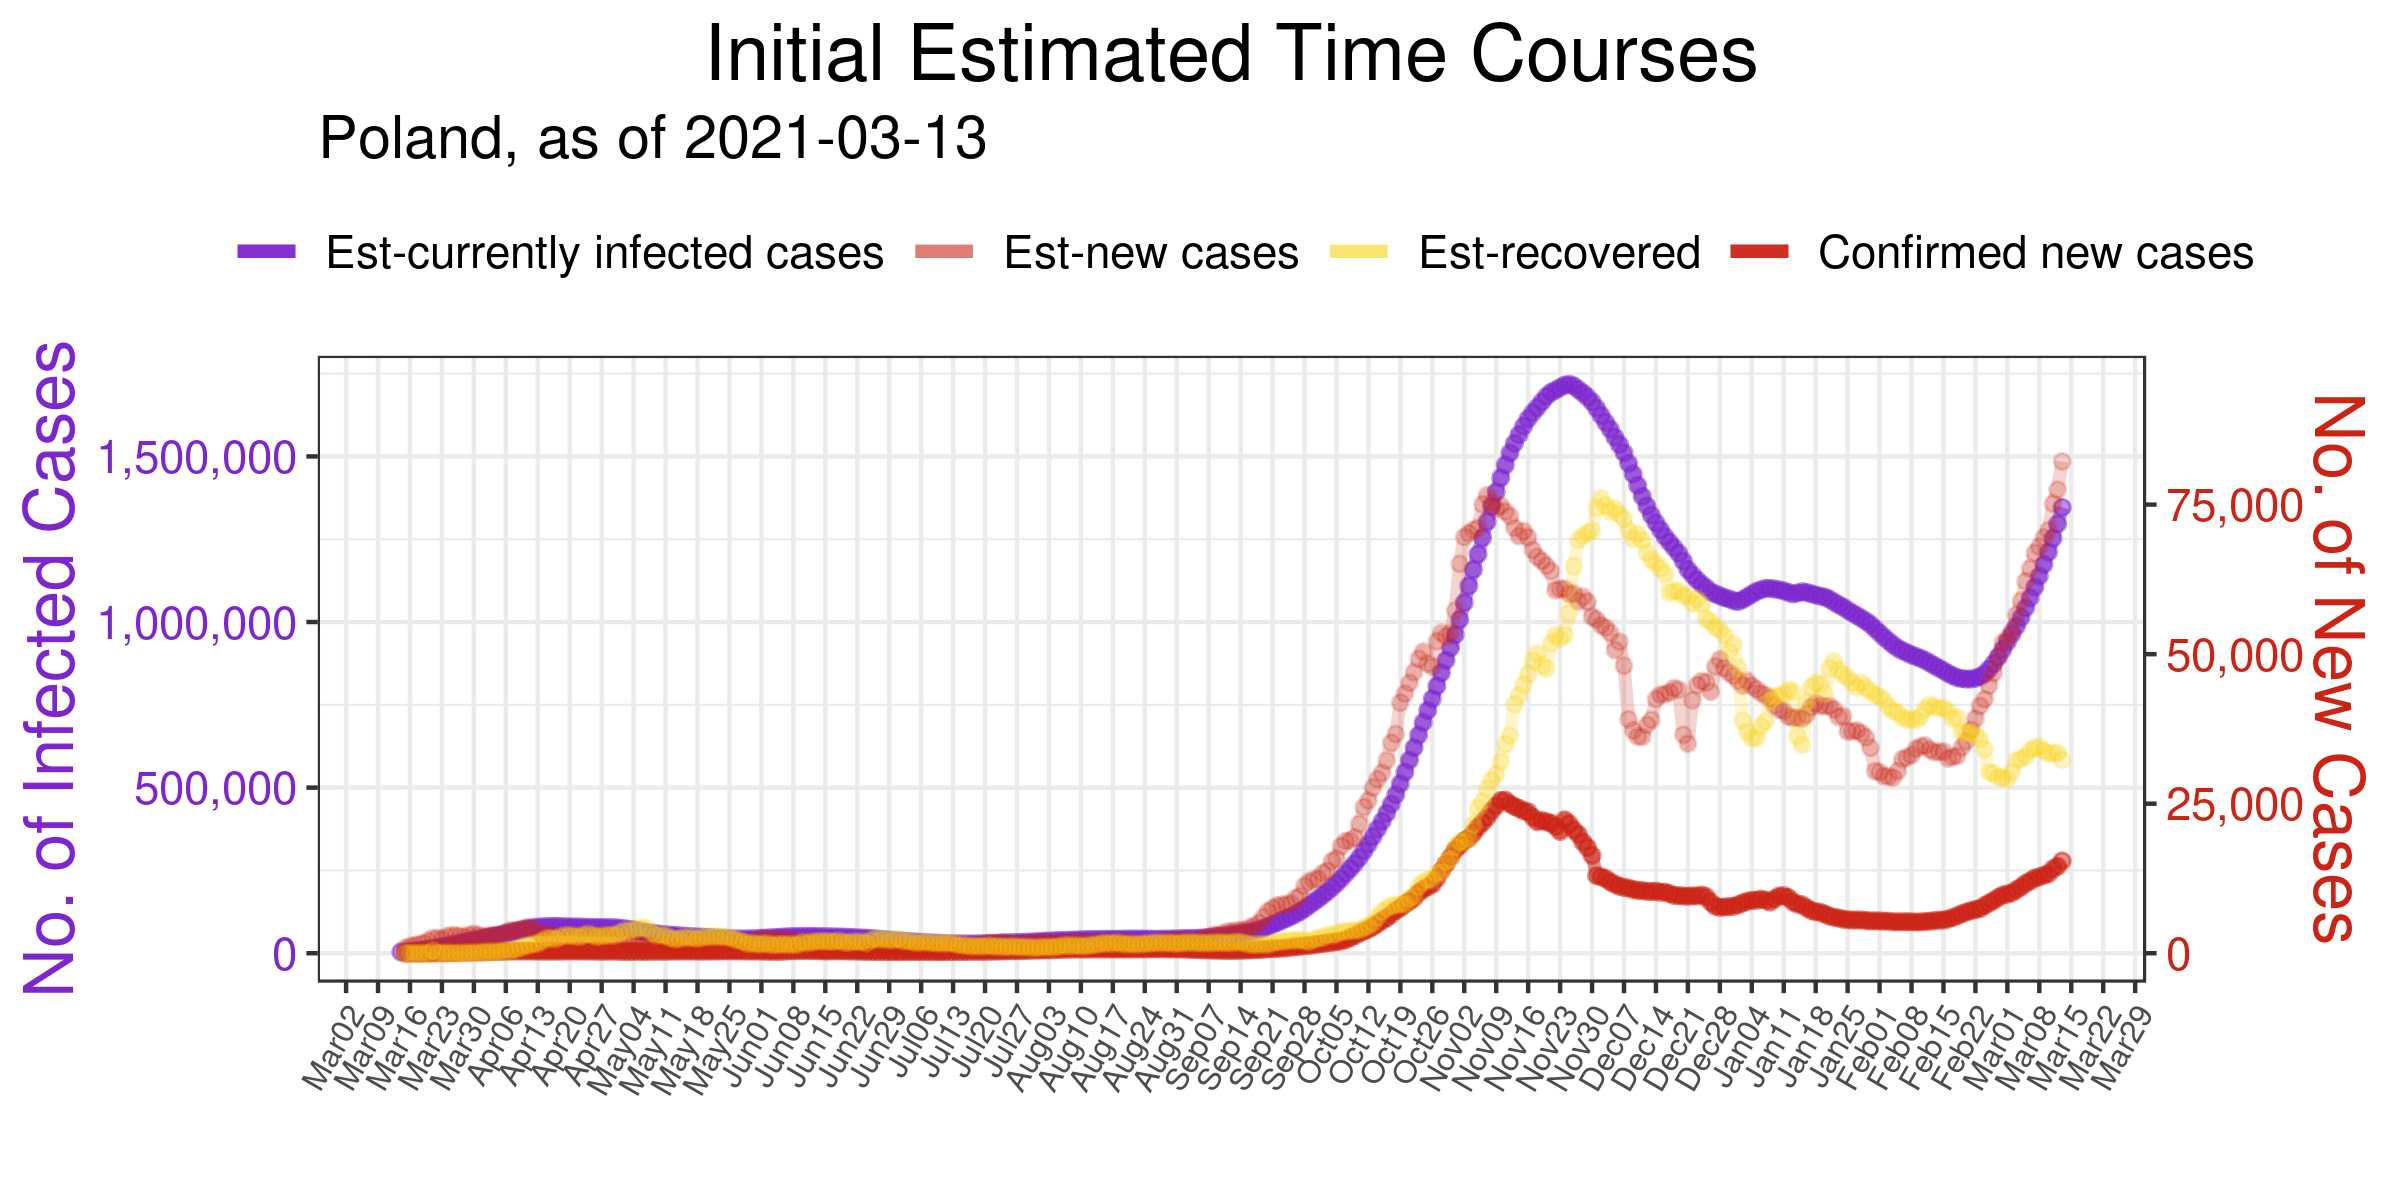 Initial Estimated Time Courses
Poland, as of 2021-03-13
Est-currently infected cases Est-new cases Est-recovered Confirmed new cases
No. of Infected Cases
1,500,000
1,000,000
500,000
0
75,000
50,000
25,000
0
No. of New Cases
Mar02 Mar09 Mar16 Mar23 Mar30 Apr06 Apr13 Apr20 Apr27 May04 May11 May18 May25 Jun01 Jun08 Jun15 Jun22 Jun29 Jul06 Jul13 Jul20 Jul27 Aug03 Aug10 Aug17 Aug24 Aug31 Sep07 Sep14 Sep21 Sep28 Oct05 Oct12 Oct19 Oct26 Nov02 Nov09 Nov16 Nov23 Nov30 Dec07 Dec14 Dec21 Dec28 Jan04 Jan11 Jan18 Jan25 Feb01 Feb08 Feb15 Feb22 Mar01 Mar08 Mar15 Mar22 Mar29